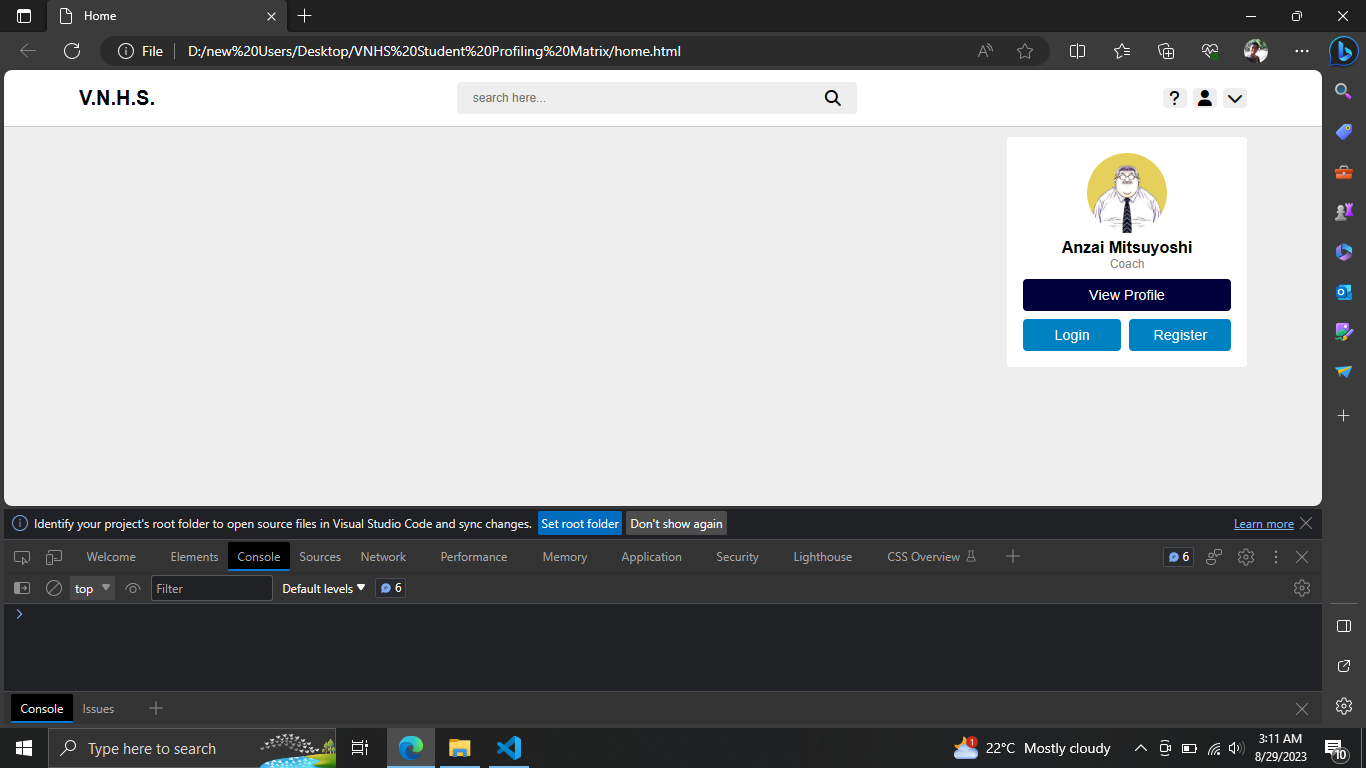 Home
File
D:/new%20Users/Desktop/VNHS%20Student%20Profiling%20Matrix/home.html
V.N.H.S.
search here...
?
Anzai Mitsuyoshi
Coach
View Profile
Login Register
Identify your project's root folder to open source files in Visual Studio Code and sync changes. Set root folder Don't show again Learn more
Welcome Elements Console Sources Network Performance Memory Application Security Lighthouse CSS Overview 6
top Filter Default levels 6
Console Issues
Type here to search
1
22°C Mostly cloudy
3:11 AM
8/29/2023
10